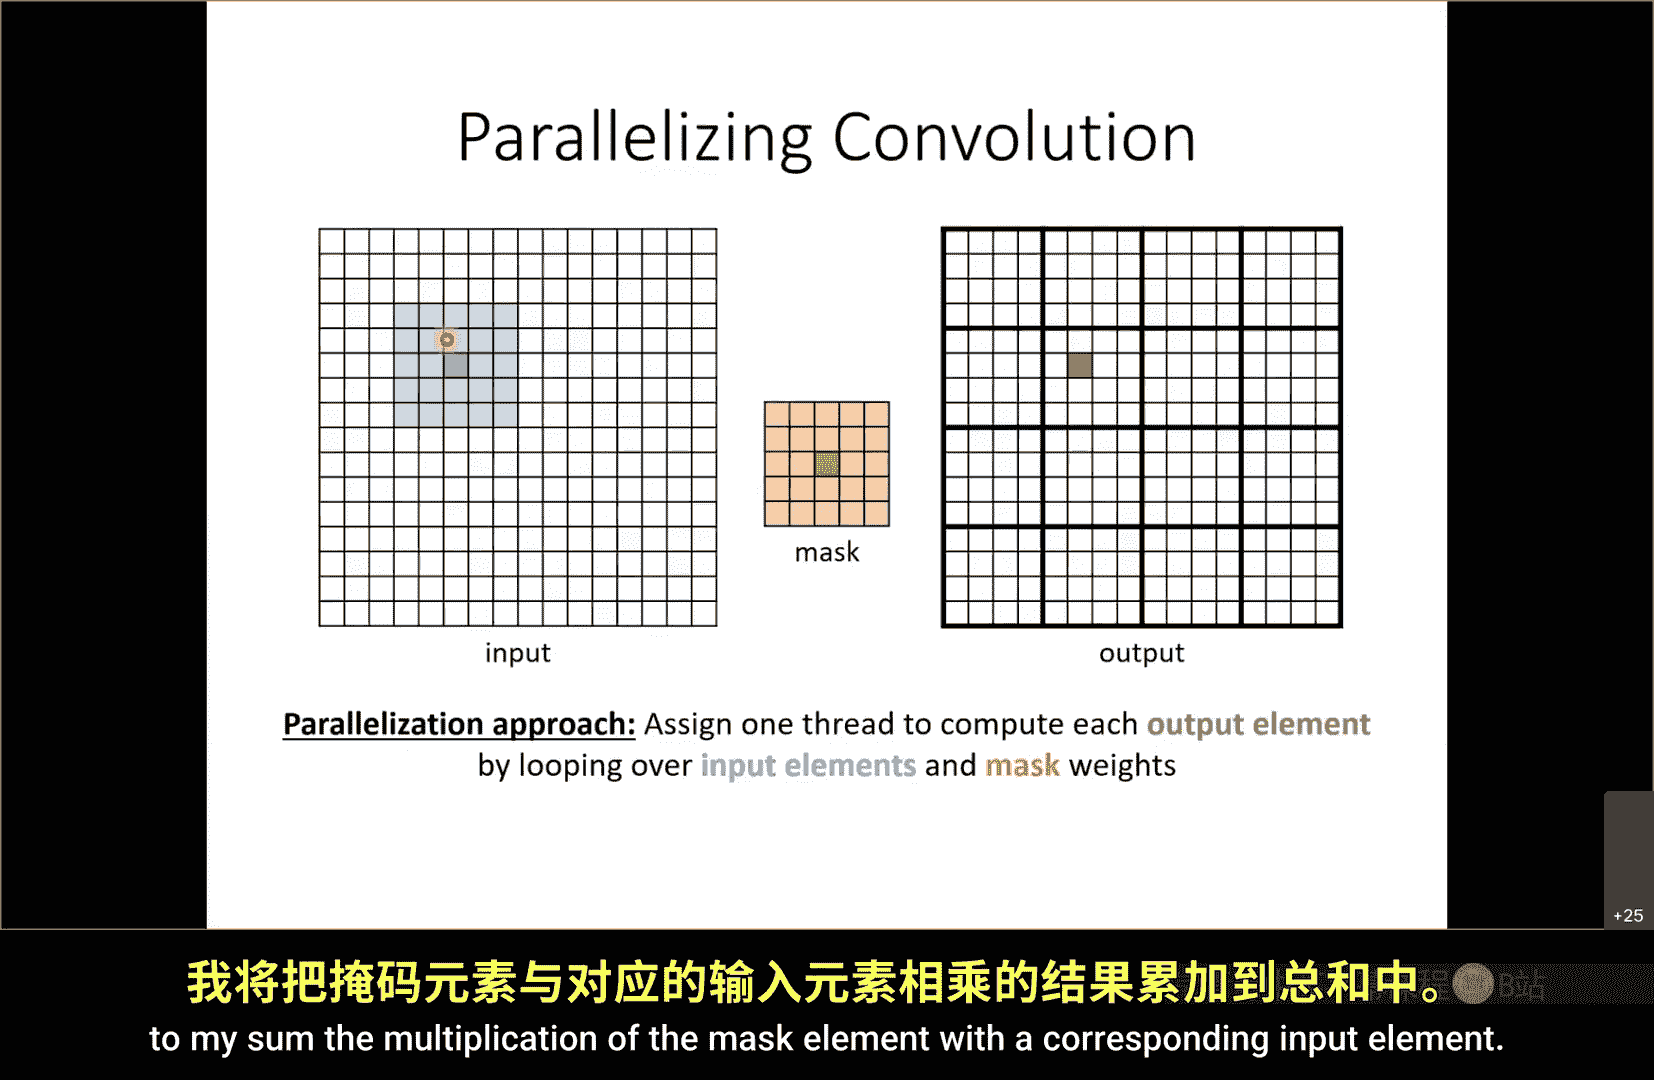 Parallelizing Convolution
mask
input
output
Parallelization approach: Assign one thread to compute each output element
by looping over input elements and mask weights
+25
我将把掩码元素与对应的输入元素相乘的结果累加到总和中。
B站
to my sum the multiplication of the mask element with a corresponding input element.